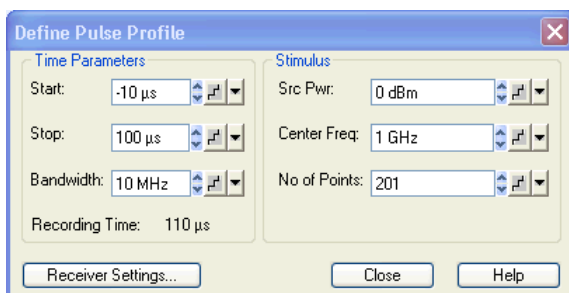 Define Pulse Profile
Time Parameters
Start: -10 µs
Stop: 100 µs
Bandwidth: 10 MHz
Recording Time: 110 µs
Stimulus
Src Pwr: 0 dBm
Center Freq: 1 GHz
No of Points: 201
Receiver Settings...
Close
Help